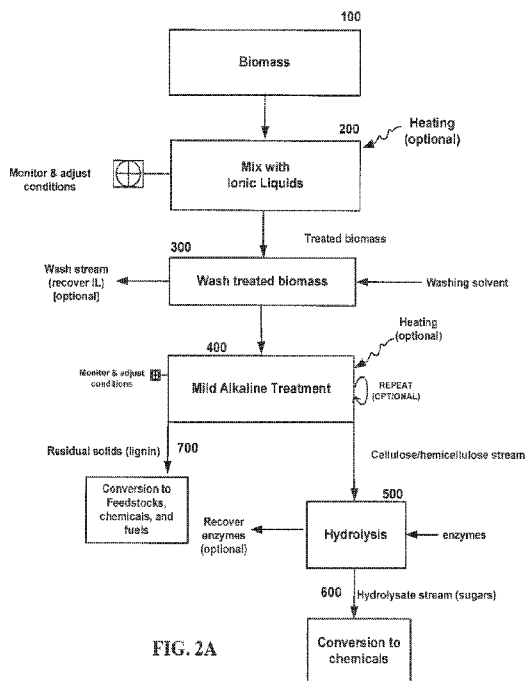 100
Biomass
200
Heating
(optional)
Mix with
Ionic Liquids
Monitor & adjust
conditions
Treated biomass
300
Wash stream
(recover IL)
[optional]
Wash treated biomass
Washing solvent
400
Heating
(optional)
Monitor & adjust
conditions
Mild Alkaline Treatment
REPEAT
(OPTIONAL)
Residual solids (lignin)
700
Cellulose/hemicellulose stream
Conversion to
Feedstocks,
chemicals, and
fuels
500
Recover
enzymes
(optional)
Hydrolysis
enzymes
600
Hydrolysate stream (sugars)
FIG. 2A
Conversion to
chemicals